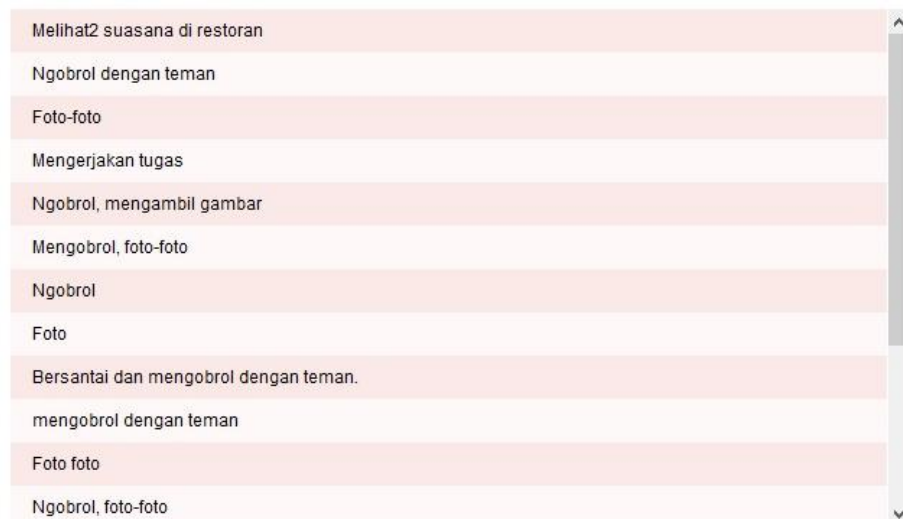 Melihat2 suasana di restoran
Ngobrol dengan teman
Foto-foto
Mengerjakan tugas
Ngobrol, mengambil gambar
Mengobrol, foto-foto
Ngobrol
Foto
Bersantai dan mengobrol dengan teman.
mengobrol dengan teman
Foto foto
Ngobrol, foto-foto